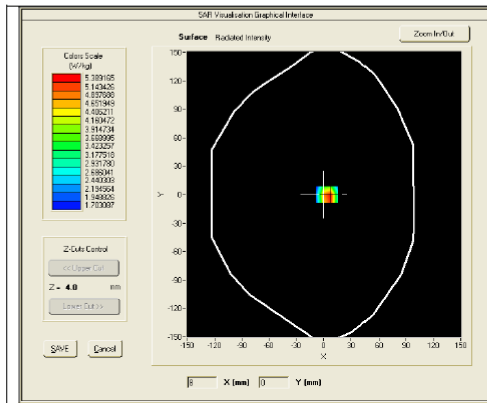 SAR Visualisation Graphical Interface
Surface Radiated Intensity
Zoom In/Out
Colors Scale
(W/kg)
5.389165
5.143426
4.897688
4.651949
4.406211
4.160472
3.914734
3.668995
3.423257
3.177518
2.931780
2.686041
2.440303
2.194564
1.948826
1.703087
Z-Cuts Control
<< Upper Cut
Z = 4.0 mm
Lower Cut >>
SAVE Cancel
150
120
90
60
30
0
-30
-60
-90
-120
-150
Y
-150 -120 -90 -60 -30 0 30 60 90 120 150
X
8 X (mm) 0 Y (mm)